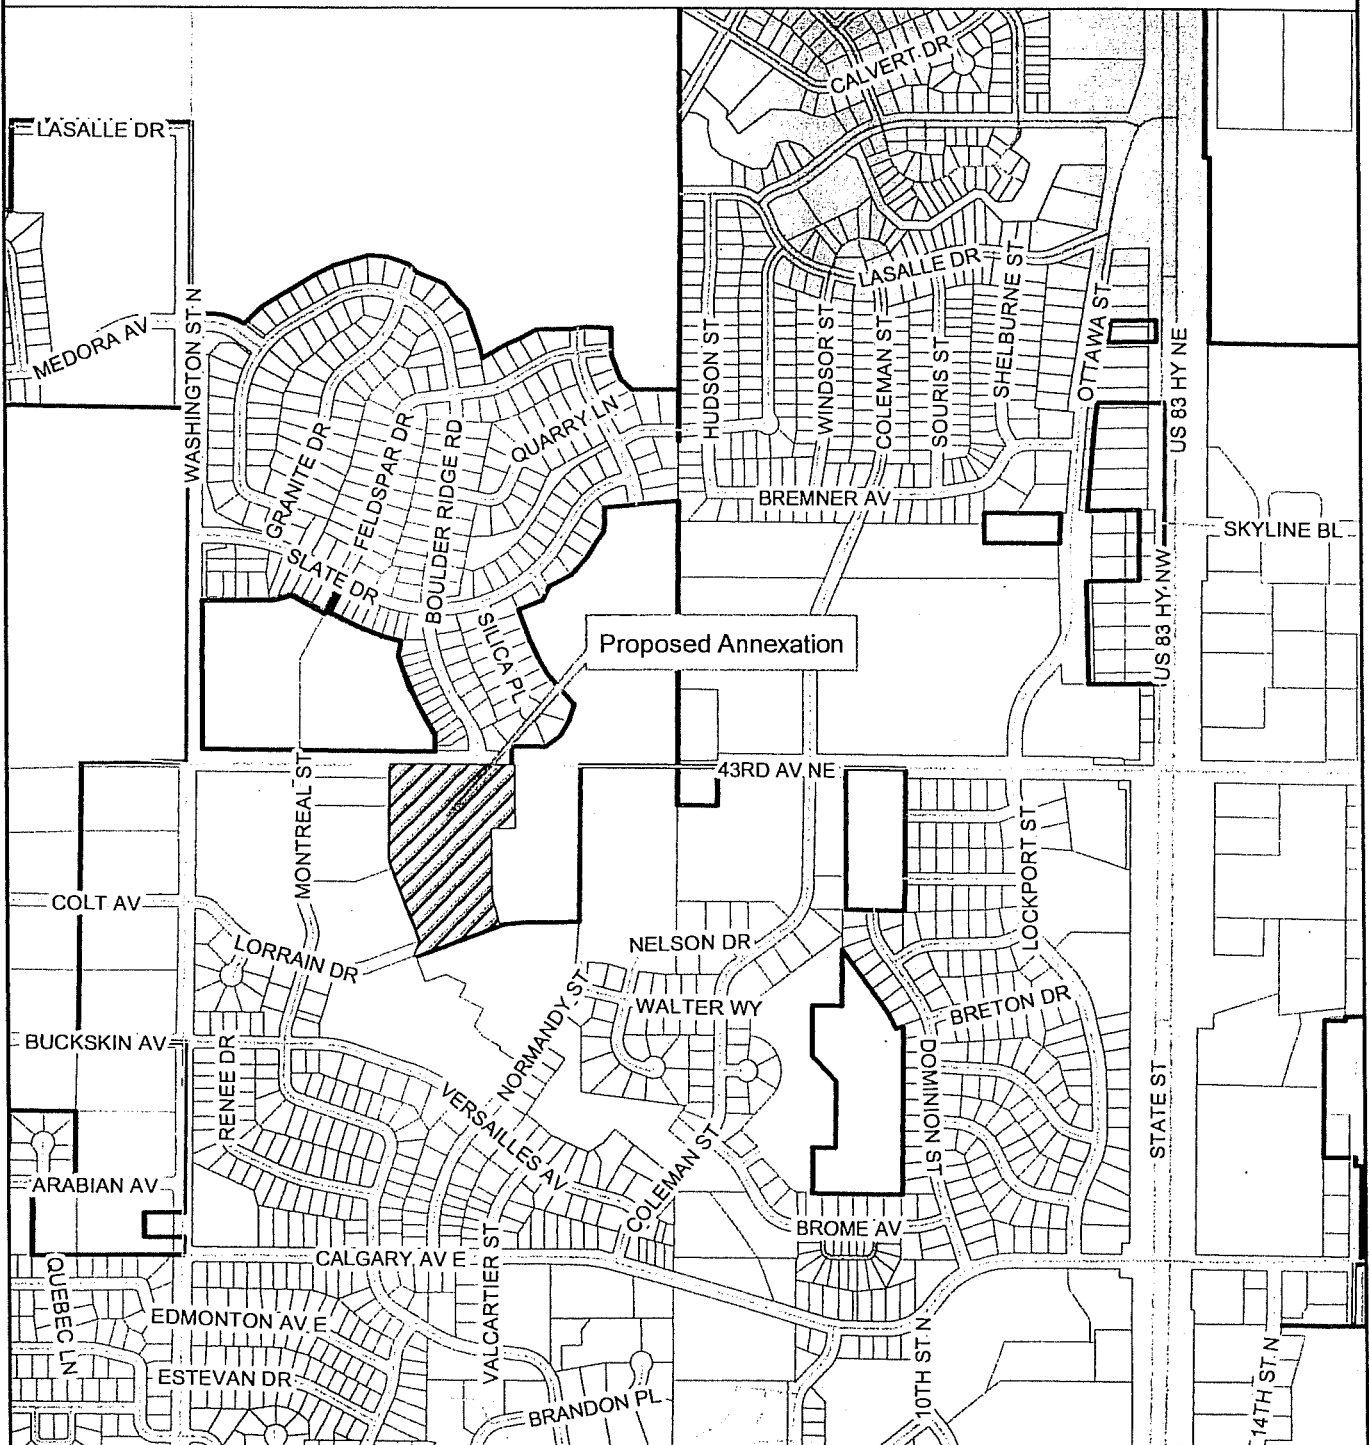 CALVERT DR
LASALLE DR
LASALLE DR
MEDORA AV
WASHINGTON ST N
HUDSON ST
WINDSOR ST
COLEMAN ST
SOURIS ST
SHELBURNE ST
OTTAWA ST
US 83 HY NE
GRANITE DR
FELDSPAR DR
BOULDER RIDGE RD
QUARRY LN
BREMNER AV
SKYLINE BL
SLATE DR
SILICA PL
US 83 HY NW
Proposed Annexation
43RD AV NE
MONTREAL ST
LOCKPORT ST
COLT AV
LORRAIN DR
NELSON DR
NORMANDY ST
WALTER WY
BRETON DR
BUCKSKIN AV
RENEE DR
VERSAILLES AV
DOMINION ST
STATE ST
COLEMAN ST
ARABIAN AV
BROME AV
CALGARY AV E
VALCARTIER ST
QUEBEC LN
EDMONTON AV E
ESTEVAN DR
BRANDON PL
10TH ST N
14TH ST N